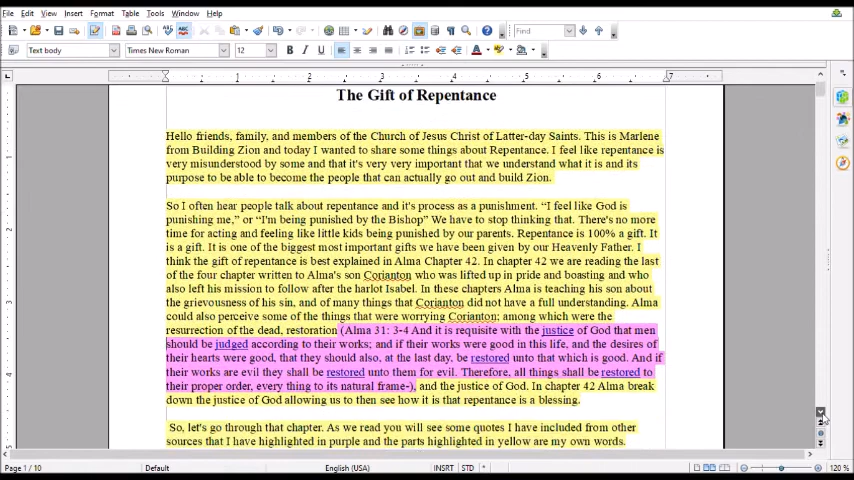 File Edit View Insert Format Table Tools Window Help
Find
Text body Times New Roman 12 B I U
1 2 3 4 5 6 7
The Gift of Repentance
Hello friends, family, and members of the Church of Jesus Christ of Latter-day Saints. This is Marlene
from Building Zion and today I wanted to share some things about Repentance. I feel like repentance is
very misunderstood by some and that it's very very important that we understand what it is and its
purpose to be able to become the people that can actually go out and build Zion.
So I often hear people talk about repentance and it's process as a punishment. “I feel like God is
punishing me,” or “I'm being punished by the Bishop” We have to stop thinking that. There's no more
time for acting and feeling like little kids being punished by our parents. Repentance is 100% a gift. It
is a gift. It is one of the biggest most important gifts we have been given by our Heavenly Father. I
think the gift of repentance is best explained in Alma Chapter 42. In chapter 42 we are reading the last
of the four chapter written to Alma's son Corianton who was lifted up in pride and boasting and who
also left his mission to follow after the harlot Isabel. In these chapters Alma is teaching his son about
the grievousness of his sin, and of many things that Corianton did not have a full understanding. Alma
could also perceive some of the things that were worrying Corianton; among which were the
resurrection of the dead, restoration (Alma 31: 3-4 And it is requisite with the justice of God that men
should be judged according to their works; and if their works were good in this life, and the desires of
their hearts were good, that they should also, at the last day, be restored unto that which is good. And if
their works are evil they shall be restored unto them for evil. Therefore, all things shall be restored to
their proper order, every thing to its natural frame-), and the justice of God. In chapter 42 Alma break
down the justice of God allowing us to then see how it is that repentance is a blessing.
So, let's go through that chapter. As we read you will see some quotes I have included from other
sources that I have highlighted in purple and the parts highlighted in yellow are my own words.
Page 1 / 10 Default English (USA) INSRT STD * 120 %